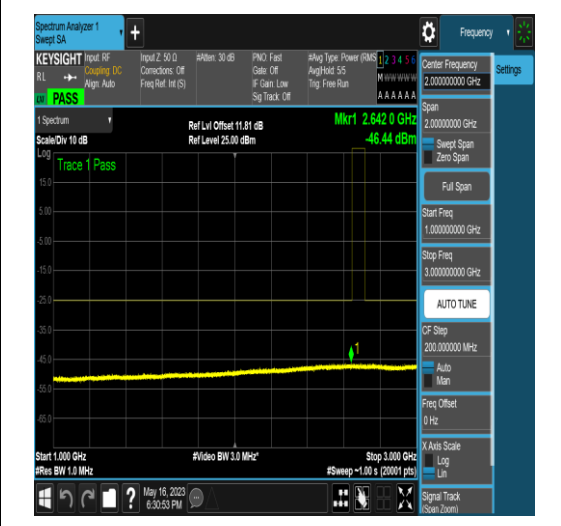 Spectrum Analyzer 1
Swept SA
+
Frequency
KEYSIGHT
Input: RF
Coupling: DC
Align: Auto
Input Z: 50 Ω
Corrections: Off
Freq Ref: Int (S)
#Atten: 30 dB
PNO: Fast
Gate: Off
IF Gain: Low
Sig Track: Off
#Avg Type: Power (RMS)
Avg|Hold: 5/5
Trig: Free Run
1 2 3 4 5 6
M W W W W W
A A A A A A
RL
PASS
Center Frequency
2.000000000 GHz
Settings
Span
2.00000000 GHz
Swept Span
Zero Span
Full Span
Start Freq
1.000000000 GHz
Stop Freq
3.000000000 GHz
AUTO TUNE
CF Step
200.000000 MHz
Auto
Man
Freq Offset
0 Hz
X Axis Scale
Log
Lin
Signal Track
(Span Zoom)
1 Spectrum
Scale/Div 10 dB
Ref Lvl Offset 11.81 dB
Ref Level 25.00 dBm
Mkr1 2.642 0 GHz
-46.44 dBm
Log
Trace 1 Pass
15.0
5.00
-5.00
-15.0
-25.0
-35.0
-45.0
-55.0
-65.0
1
Start 1.000 GHz
#Res BW 1.0 MHz
#Video BW 3.0 MHz*
Stop 3.000 GHz
#Sweep ~1.00 s (20001 pts)
?
May 16, 2023
6:30:53 PM